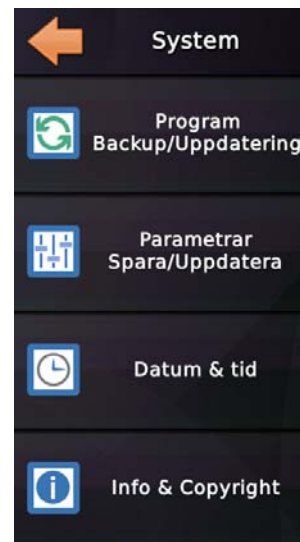 System
Program
Backup/Uppdatering
Parametrar
Spara/Uppdatera
Datum & tid
Info & Copyright